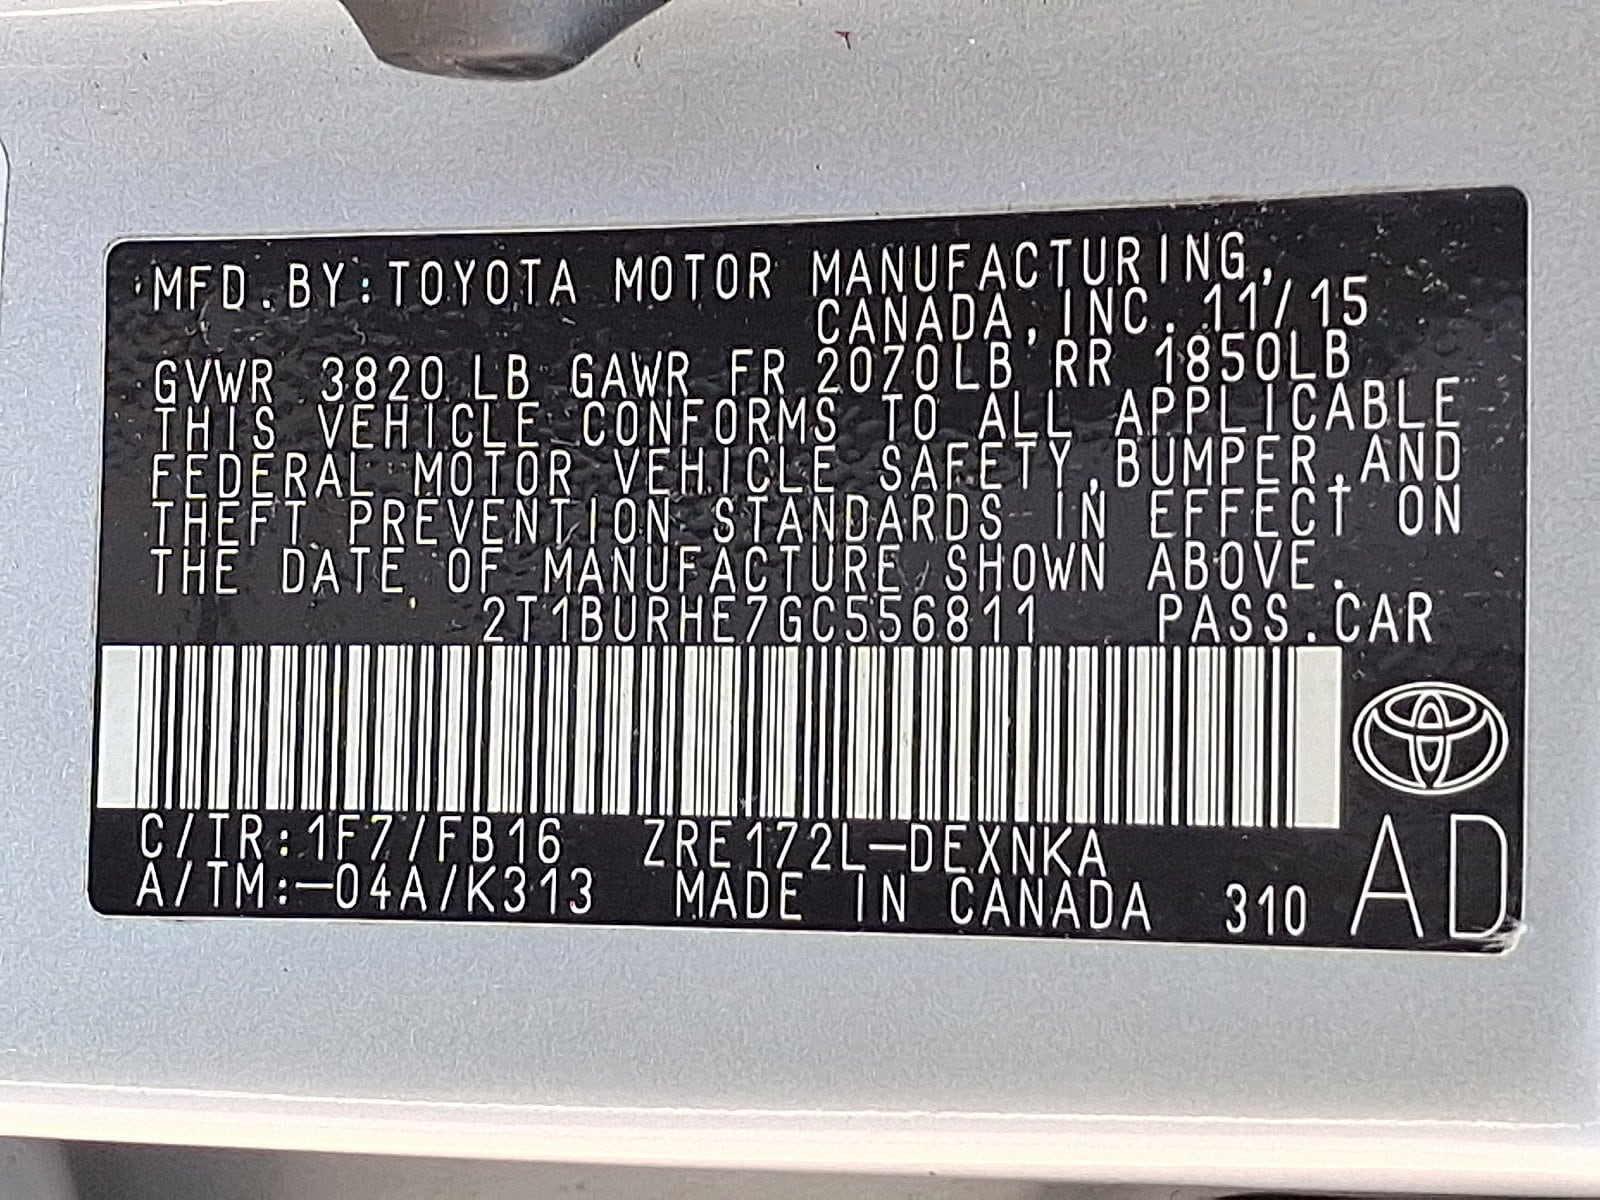 MFD.BY:TOYOTA MOTOR MANUFACTURING,
CANADA,INC. 11/15
GVWR 3820LB GAWR FR 2070LB RR 1850LB
THIS VEHICLE CONFORMS TO ALL APPLICABLE
FEDERAL MOTOR VEHICLE SAFETY,BUMPER,AND
THEFT PREVENTION STANDARDS IN EFFECT ON
THE DATE OF MANUFACTURE SHOWN ABOVE.
2T1BURHE7GC556811 PASS.CAR
C/TR:1F7/FB16 ZRE172L-DEXNKA
A/TM:-04A/K313 MADE IN CANADA 310 AD